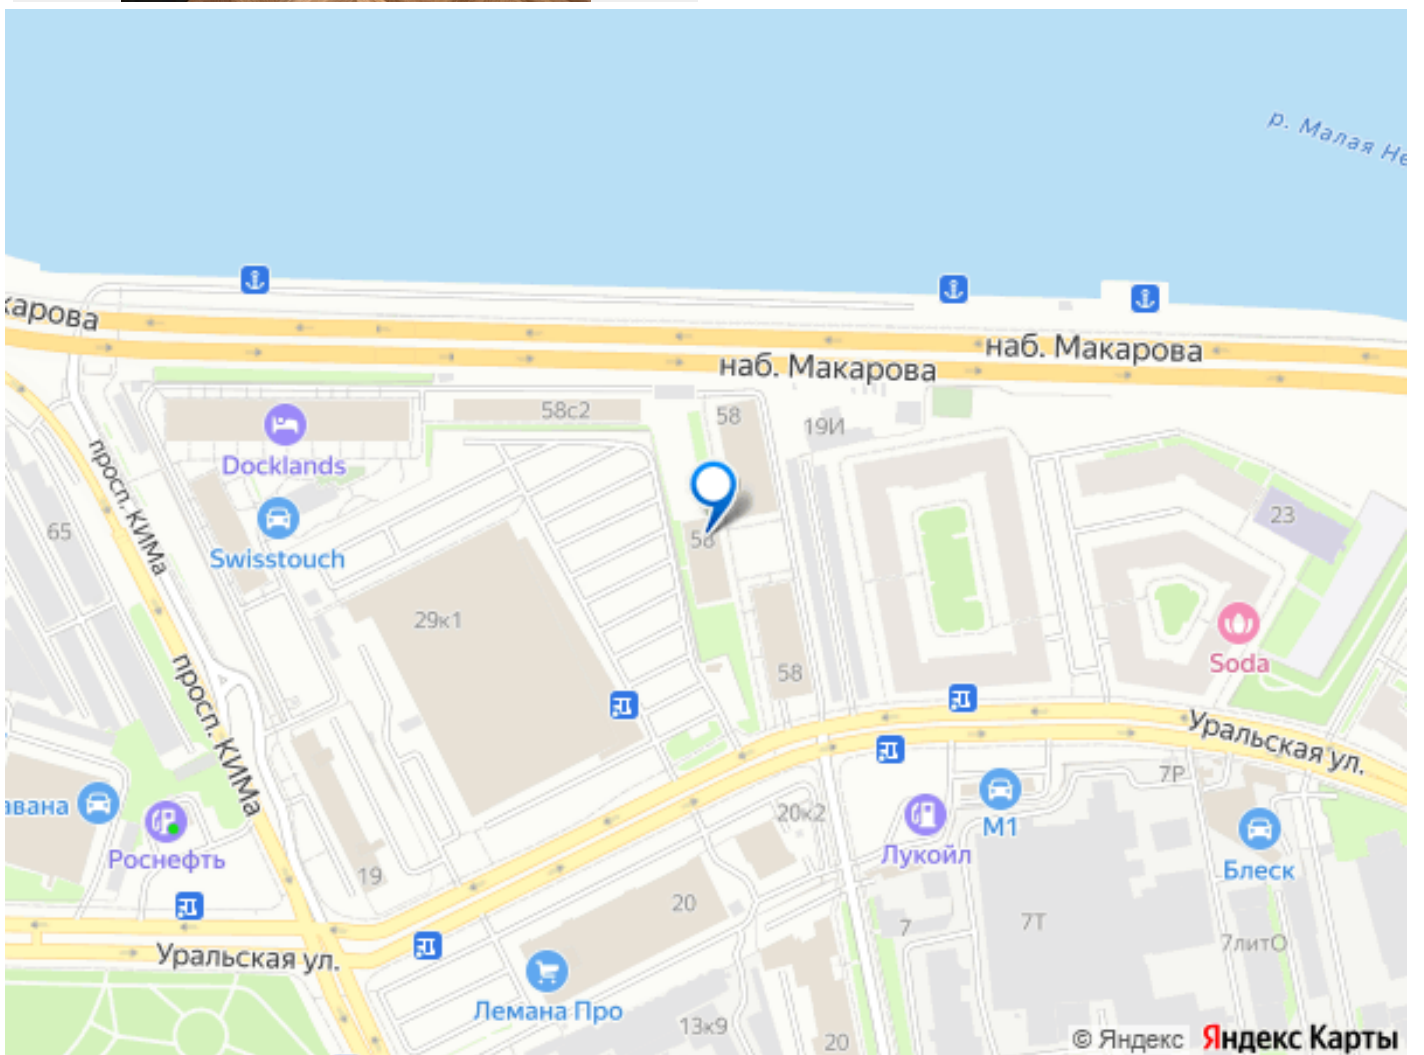 р. Малая Не
карова
наб. Макарова
наб. Макарова
58с2
58
19И
Docklands
просп. КИМа
65
23
Swisstouch
58
29к1
Soda
58
просп. КИМа
Уральская ул.
7Р
авана
М1
20к2
Роснефть
Лукойл
Блеск
19
20
7
7Т
7литО
Уральская ул.
Лемана Про
13к9
20
© Яндекс Яндекс Карты